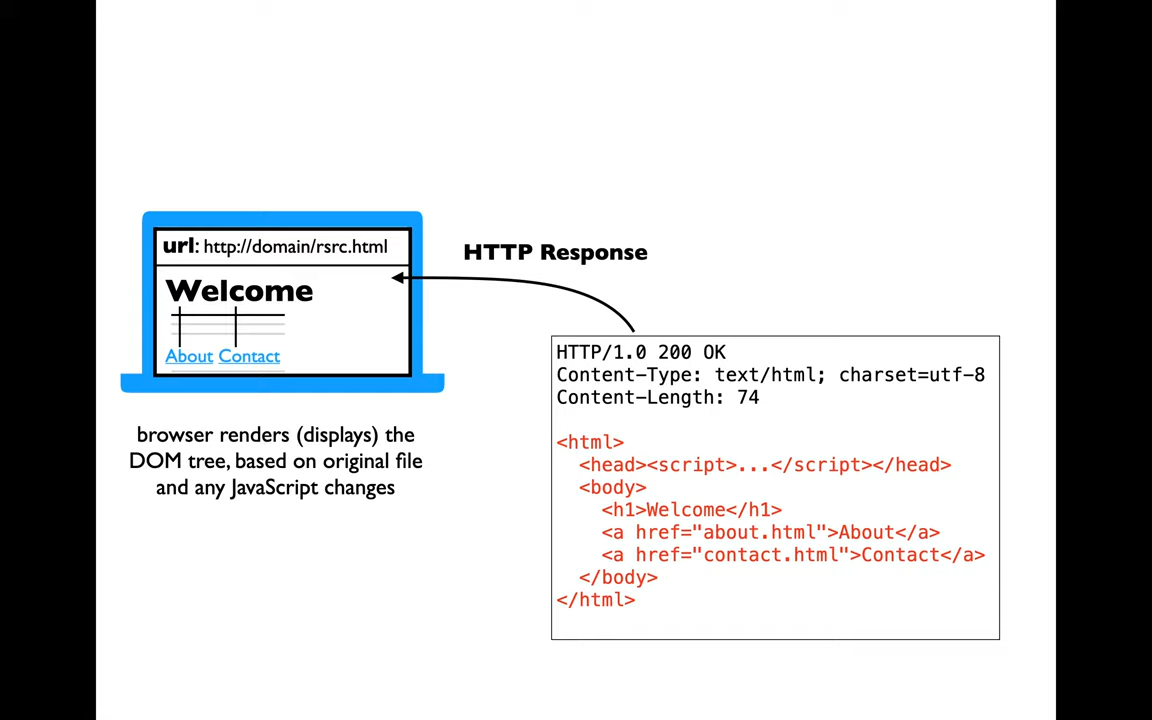 url: http://domain/rsrc.html
Welcome
About Contact
browser renders (displays) the
DOM tree, based on original file
and any JavaScript changes
HTTP Response
HTTP/1.0 200 OK
Content-Type: text/html; charset=utf-8
Content-Length: 74
<html>
  <head><script>...</script></head>
  <body>
    <h1>Welcome</h1>
    <a href="about.html">About</a>
    <a href="contact.html">Contact</a>
  </body>
</html>